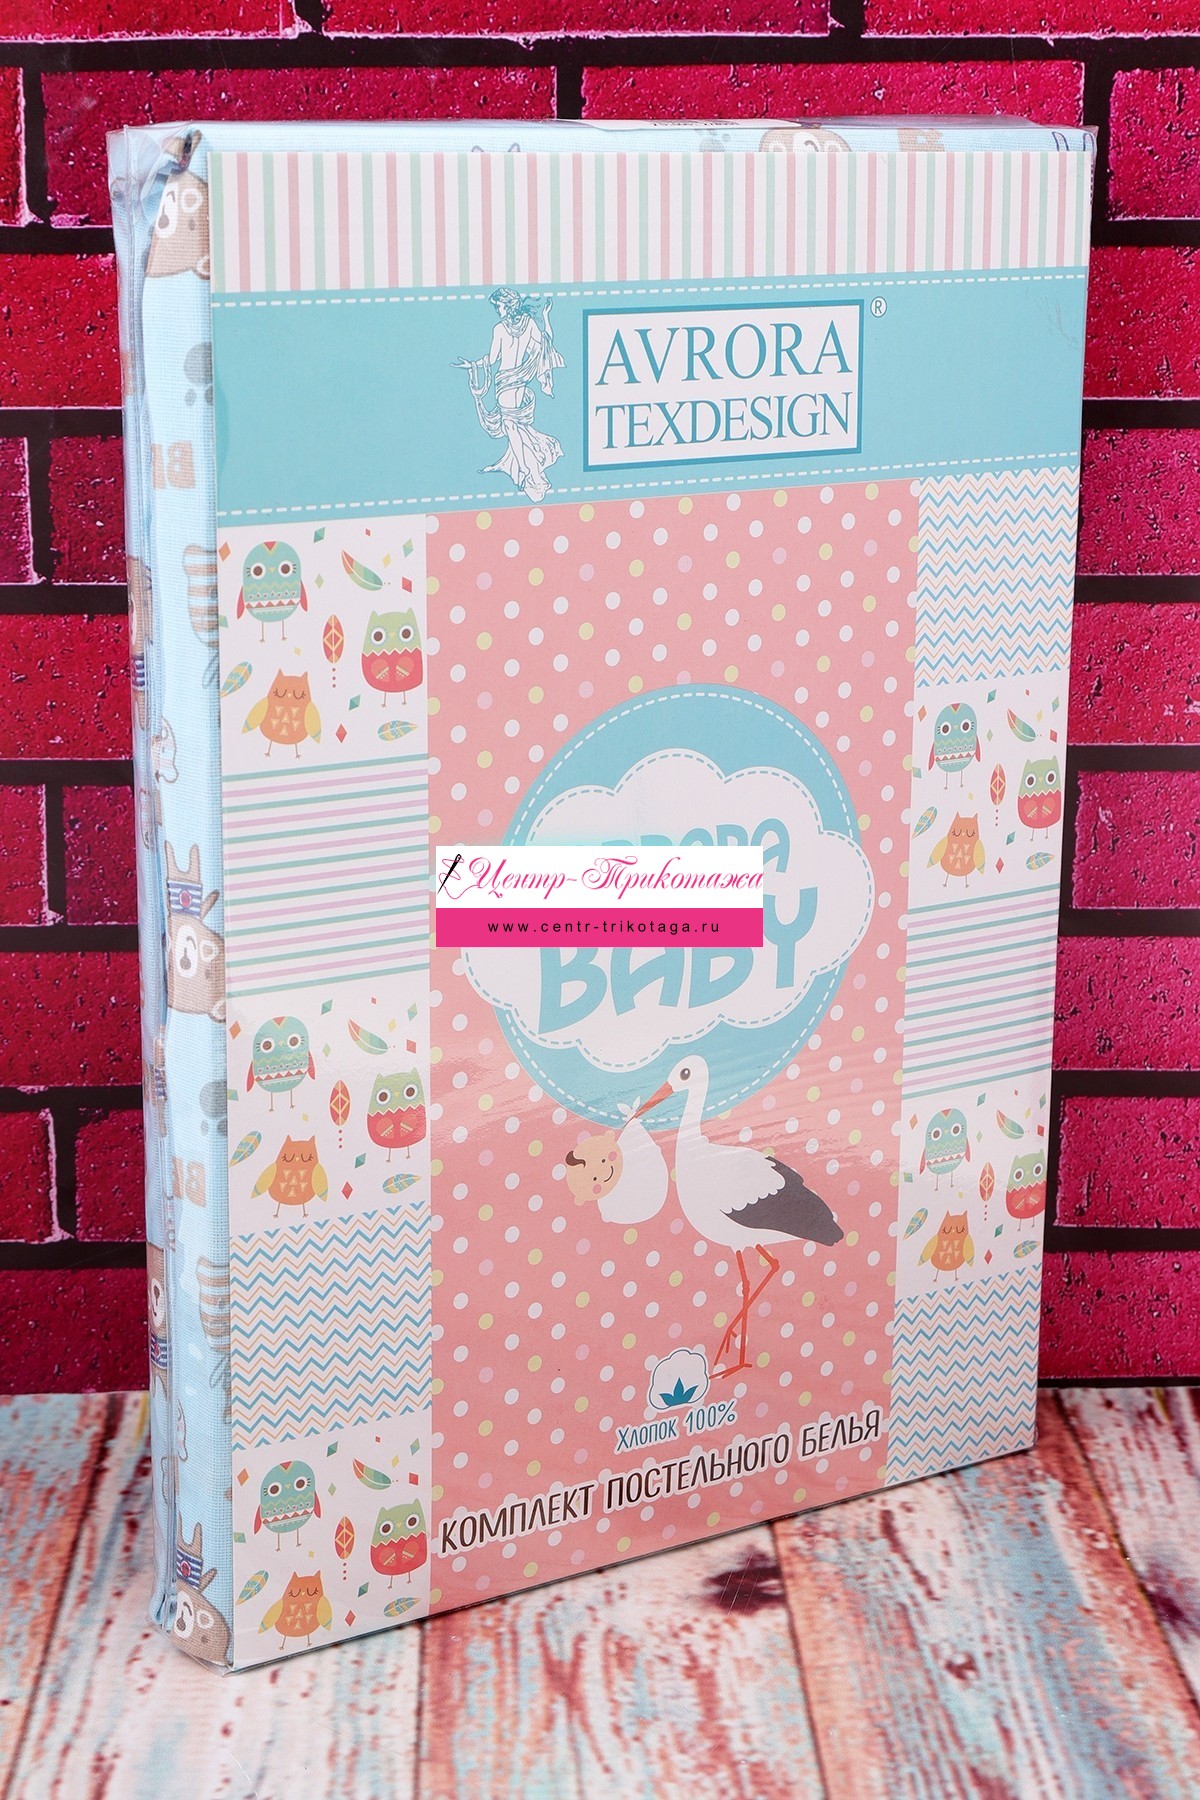 AVRORA
TEXDESIGN
®
Центр-Трикотажа
www.centr-trikotaga.ru
BABY
Хлопок 100%
КОМПЛЕКТ ПОСТЕЛЬНОГО БЕЛЬЯ